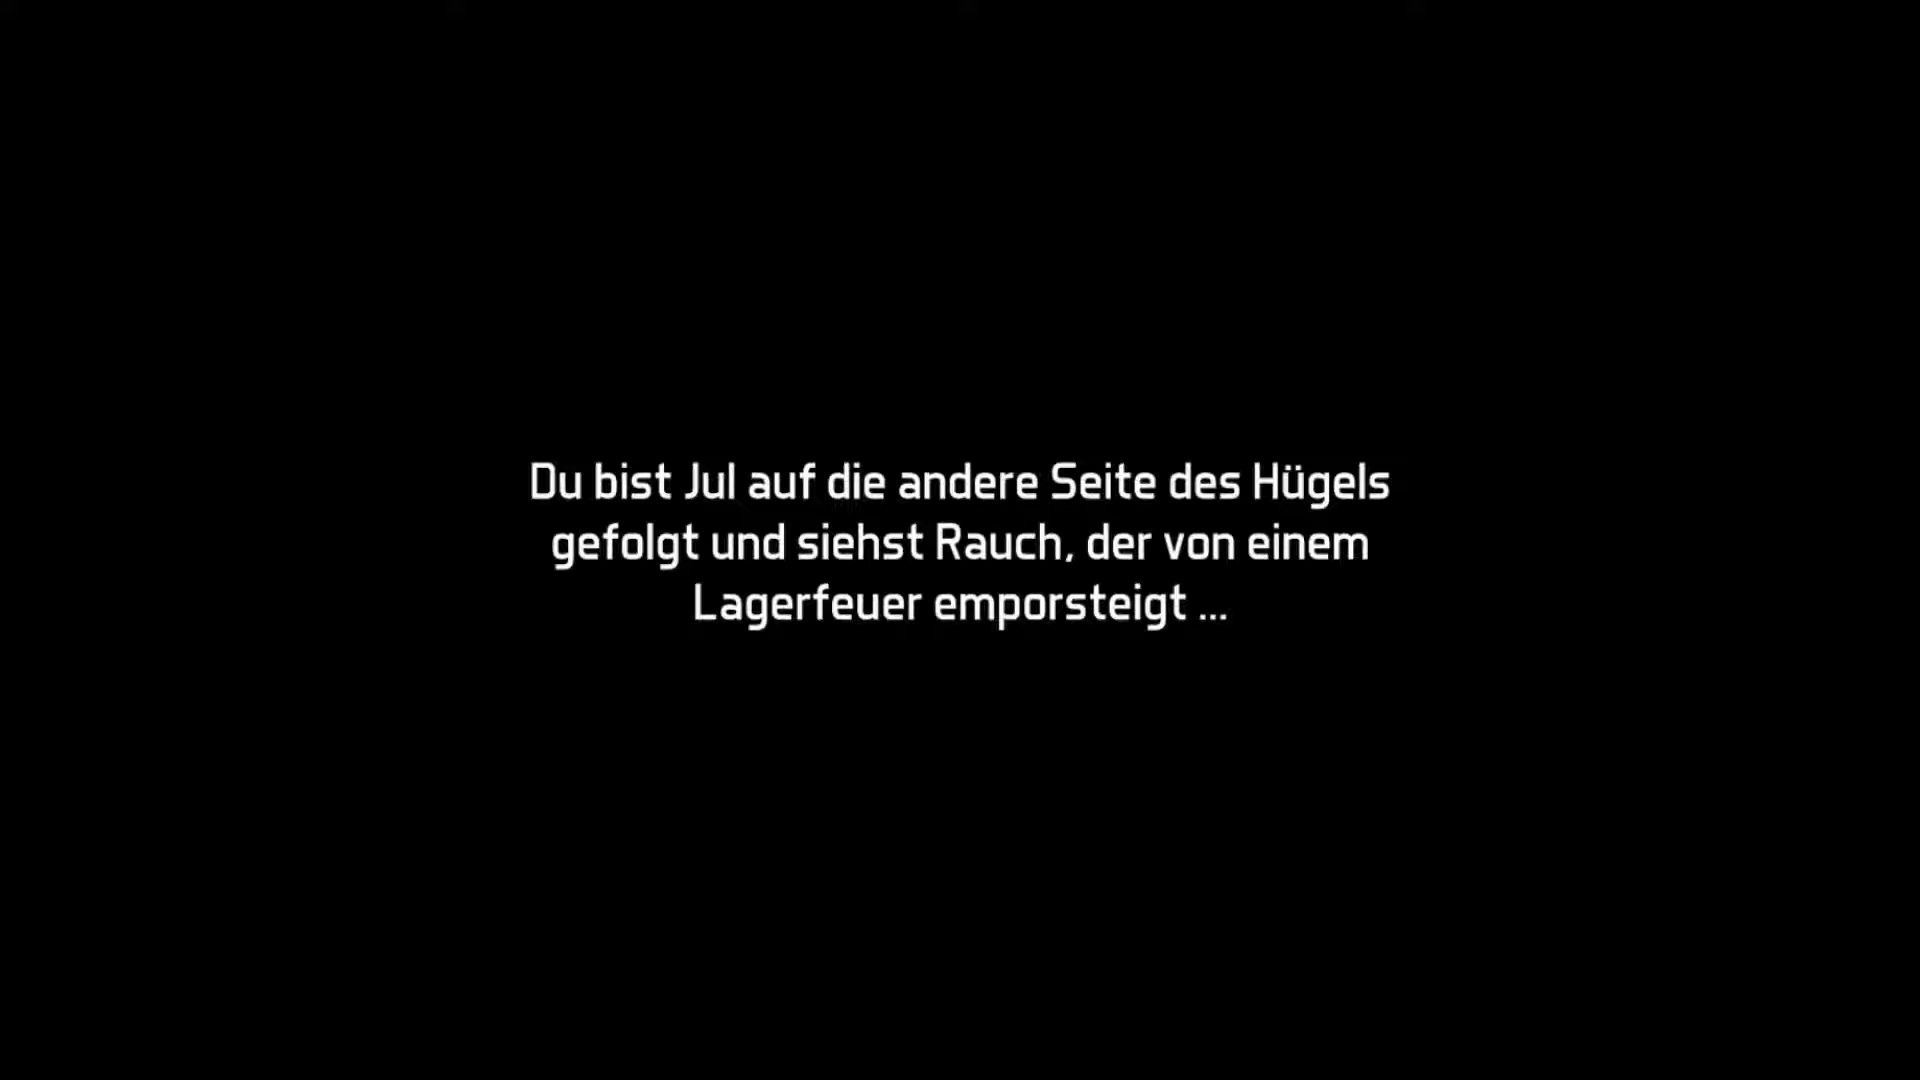 Du bist Jul auf die andere Seite des Hügels
gefolgt und siehst Rauch, der von einem
Lagerfeuer emporsteigt ...